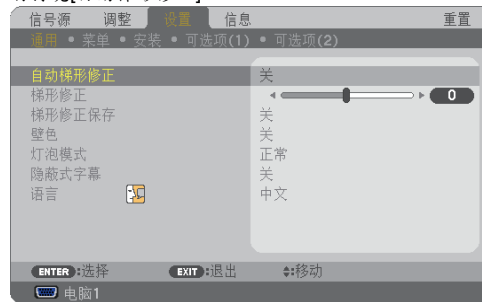 信号源 调整 设置 信息 重置
通用 • 菜单 • 安装 • 可选项(1) • 可选项(2)
自动梯形修正 关
梯形修正 0
梯形修正保存 关
壁色 关
灯泡模式 正常
隐蔽式字幕 关
语言 中文
ENTER:选择 EXIT:退出 :移动
电脑1